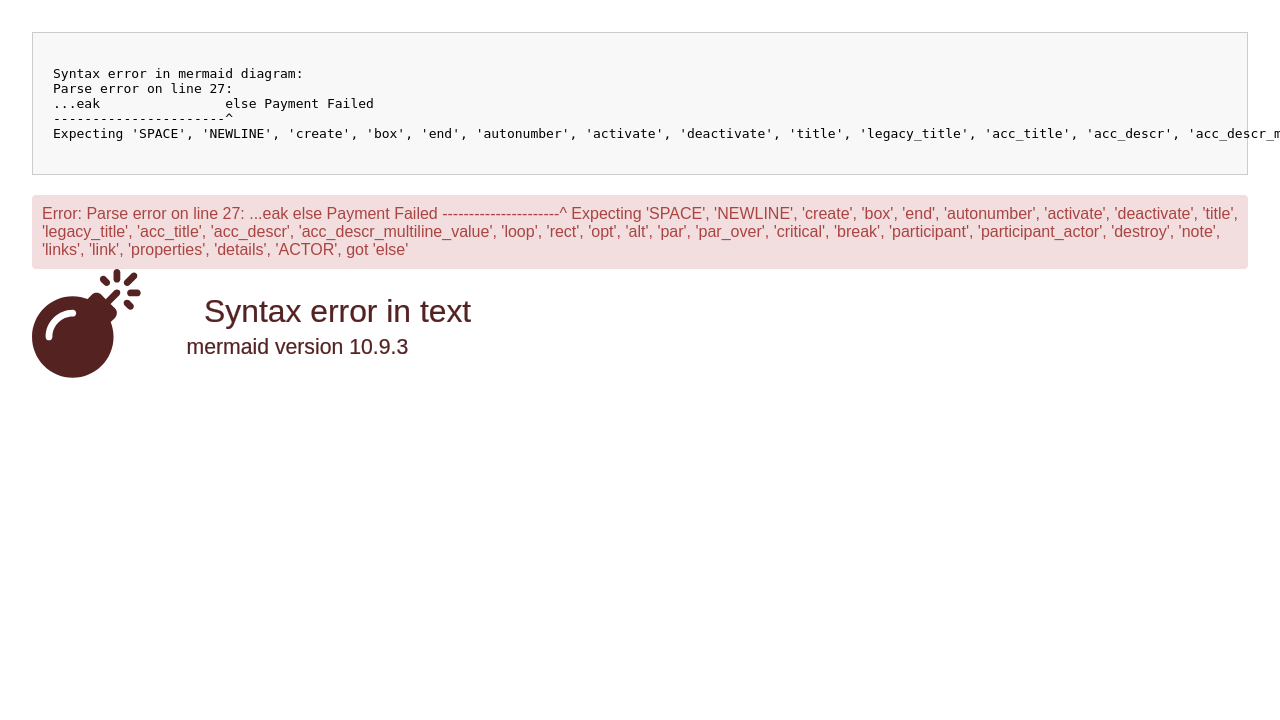 Syntax error in mermaid diagram:
Parse error on line 27:
...eak                else Payment Failed
----------------------^
Expecting 'SPACE', 'NEWLINE', 'create', 'box', 'end', 'autonumber', 'activate', 'deactivate', 'title', 'legacy_title', 'acc_title', 'acc_descr', 'acc_descr_m
Error: Parse error on line 27: ...eak else Payment Failed ---------------------^ Expecting 'SPACE', 'NEWLINE', 'create', 'box', 'end', 'autonumber', 'activate', 'deactivate', 'title',
'legacy_title', 'acc_title', 'acc_descr', 'acc_descr_multiline_value', 'loop', 'rect', 'opt', 'alt', 'par', 'par_over', 'critical', 'break', 'participant', 'participant_actor', 'destroy', 'note',
'links', 'link', 'properties', 'details', 'ACTOR', got 'else'
Syntax error in text
mermaid version 10.9.3